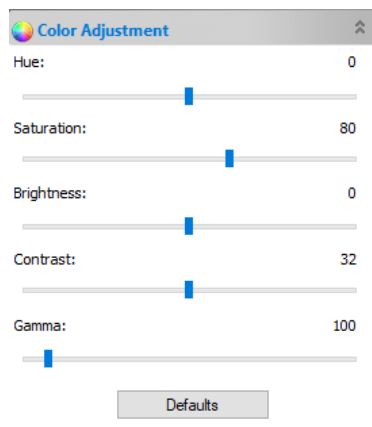 Color Adjustment
Hue: 0
Saturation: 80
Brightness: 0
Contrast: 32
Gamma: 100
Defaults